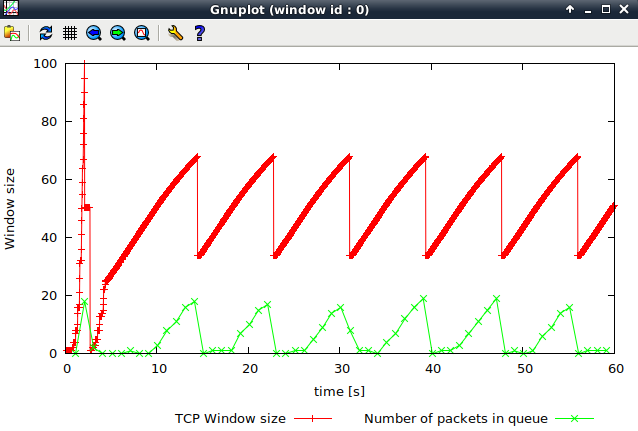 Gnuplot (window id : 0)
100
80
60
40
20
0
Window size
0 10 20 30 40 50 60
time [s]
TCP Window size Number of packets in queue